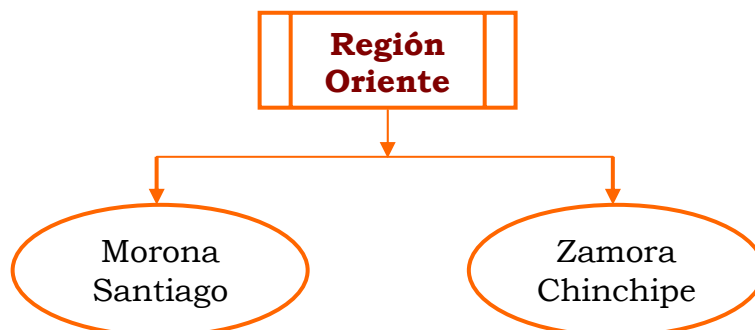 Región
Oriente
Morona
Santiago
Zamora
Chinchipe